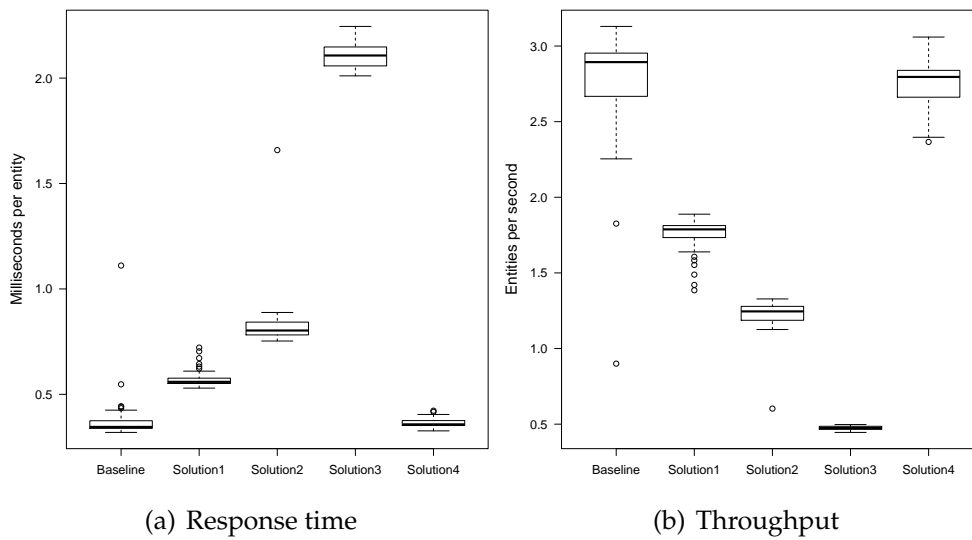 Milliseconds per entity
2.0
1.5
1.0
0.5
Baseline Solution1 Solution2 Solution3 Solution4
(a) Response time
Entities per second
3.0
2.5
2.0
1.5
1.0
0.5
Baseline Solution1 Solution2 Solution3 Solution4
(b) Throughput